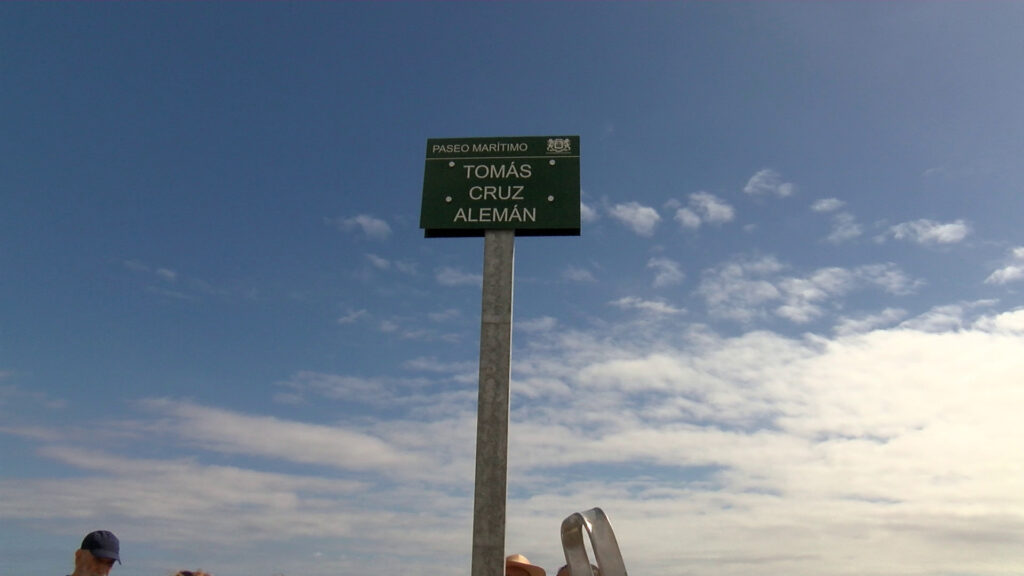 PASEO MARÍTIMO
TOMÁS
CRUZ
ALEMÁN